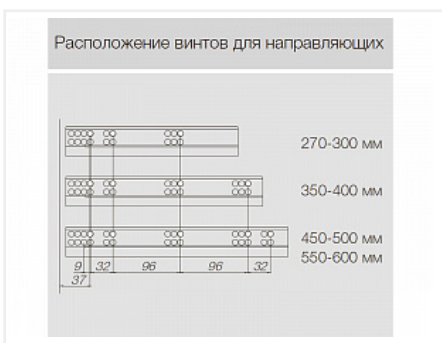 Расположение винтов для направляющих
270-300 мм
350-400 мм
450-500 мм
550-600 мм
9 32 96 96 32
37